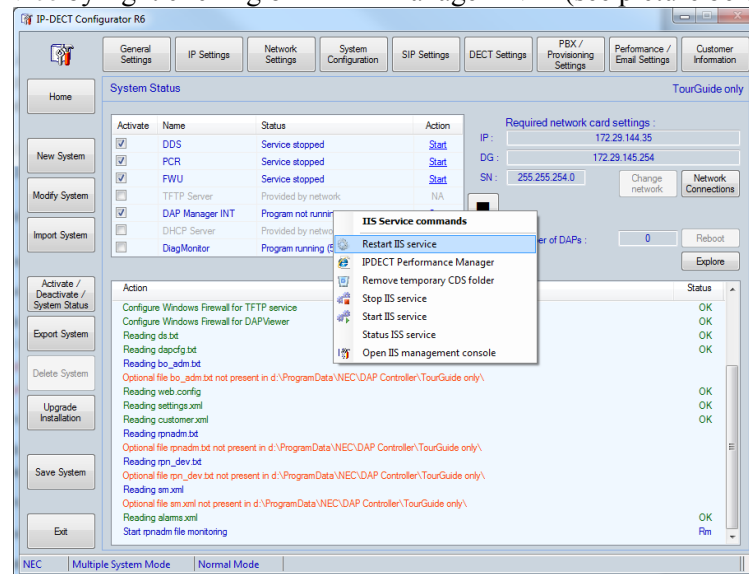 IP-DECT Configurator R6
General Settings
IP Settings
Network Settings
System Configuration
SIP Settings
DECT Settings
PBX / Provisioning Settings
Performance / Email Settings
Customer Information
Home
New System
Modify System
Import System
Activate / Deactivate / System Status
Export System
Delete System
Upgrade Installation
Save System
Exit
System Status
TourGuide only
Activate Name Status Action
DDS Service stopped Start
PCR Service stopped Start
FWU Service stopped Start
TFTP Server Provided by network NA
DAP Manager INT Program not runnin
DHCP Server Provided by netwo
DiagMonitor Program running (5
Required network card settings :
IP : 172.29.144.35
DG : 172.29.145.254
SN : 255.255.254.0
Change network
Network Connections
er of DAPs : 0
Reboot
Explore
IIS Service commands
Restart IIS service
IPDECT Performance Manager
Remove temporary CDS folder
Stop IIS service
Start IIS service
Status ISS service
Open IIS management console
Action Status
Configure Windows Firewall for TFTP service OK
Configure Windows Firewall for DAPViewer OK
Reading ds.txt OK
Reading dapcfg.txt OK
Reading bo_adm.txt
Optional file bo_adm.txt not present in d:\ProgramData\NEC\DAP Controller\TourGuide only\
Reading web.config OK
Reading settings.xml OK
Reading customer.xml OK
Reading rpnadm.txt
Optional file rpnadm.txt not present in d:\ProgramData\NEC\DAP Controller\TourGuide only\
Reading rpn_dev.txt
Optional file rpn_dev.txt not present in d:\ProgramData\NEC\DAP Controller\TourGuide only\
Reading sm.xml
Optional file sm.xml not present in d:\ProgramData\NEC\DAP Controller\TourGuide only\
Reading alarms.xml OK
Start rpnadm file monitoring Rm
NEC Multiple System Mode Normal Mode